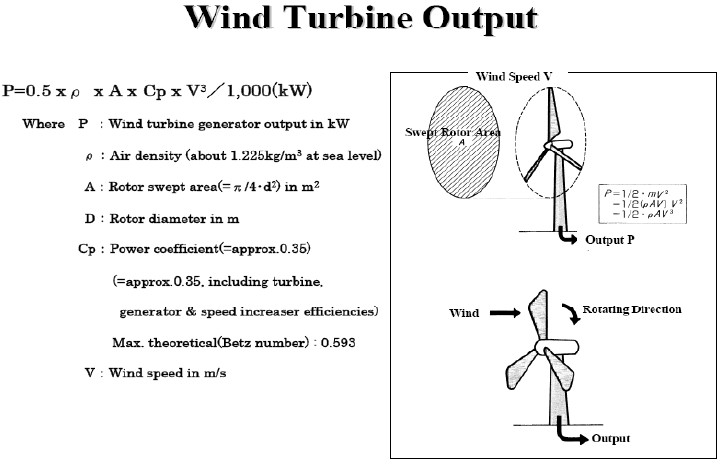 Wind Turbine Output
P=0.5 x ρ x A x Cp x V³／1,000(kW)
Where P : Wind turbine generator output in kW
ρ : Air density (about 1.225kg/m³ at sea level)
A : Rotor swept area(= π /4·d²) in m²
D : Rotor diameter in m
Cp : Power coefficient(=approx.0.35)
(=approx.0.35, including turbine,
generator & speed increaser efficiencies)
Max. theoretical(Betz number) : 0.593
V : Wind speed in m/s
Wind Speed V
Swept Rotor Area
A
P=1/2 · mV²
−1/2(ρAV) V²
−1/2 · ρAV³
Output P
Wind
Rotating Direction
Output